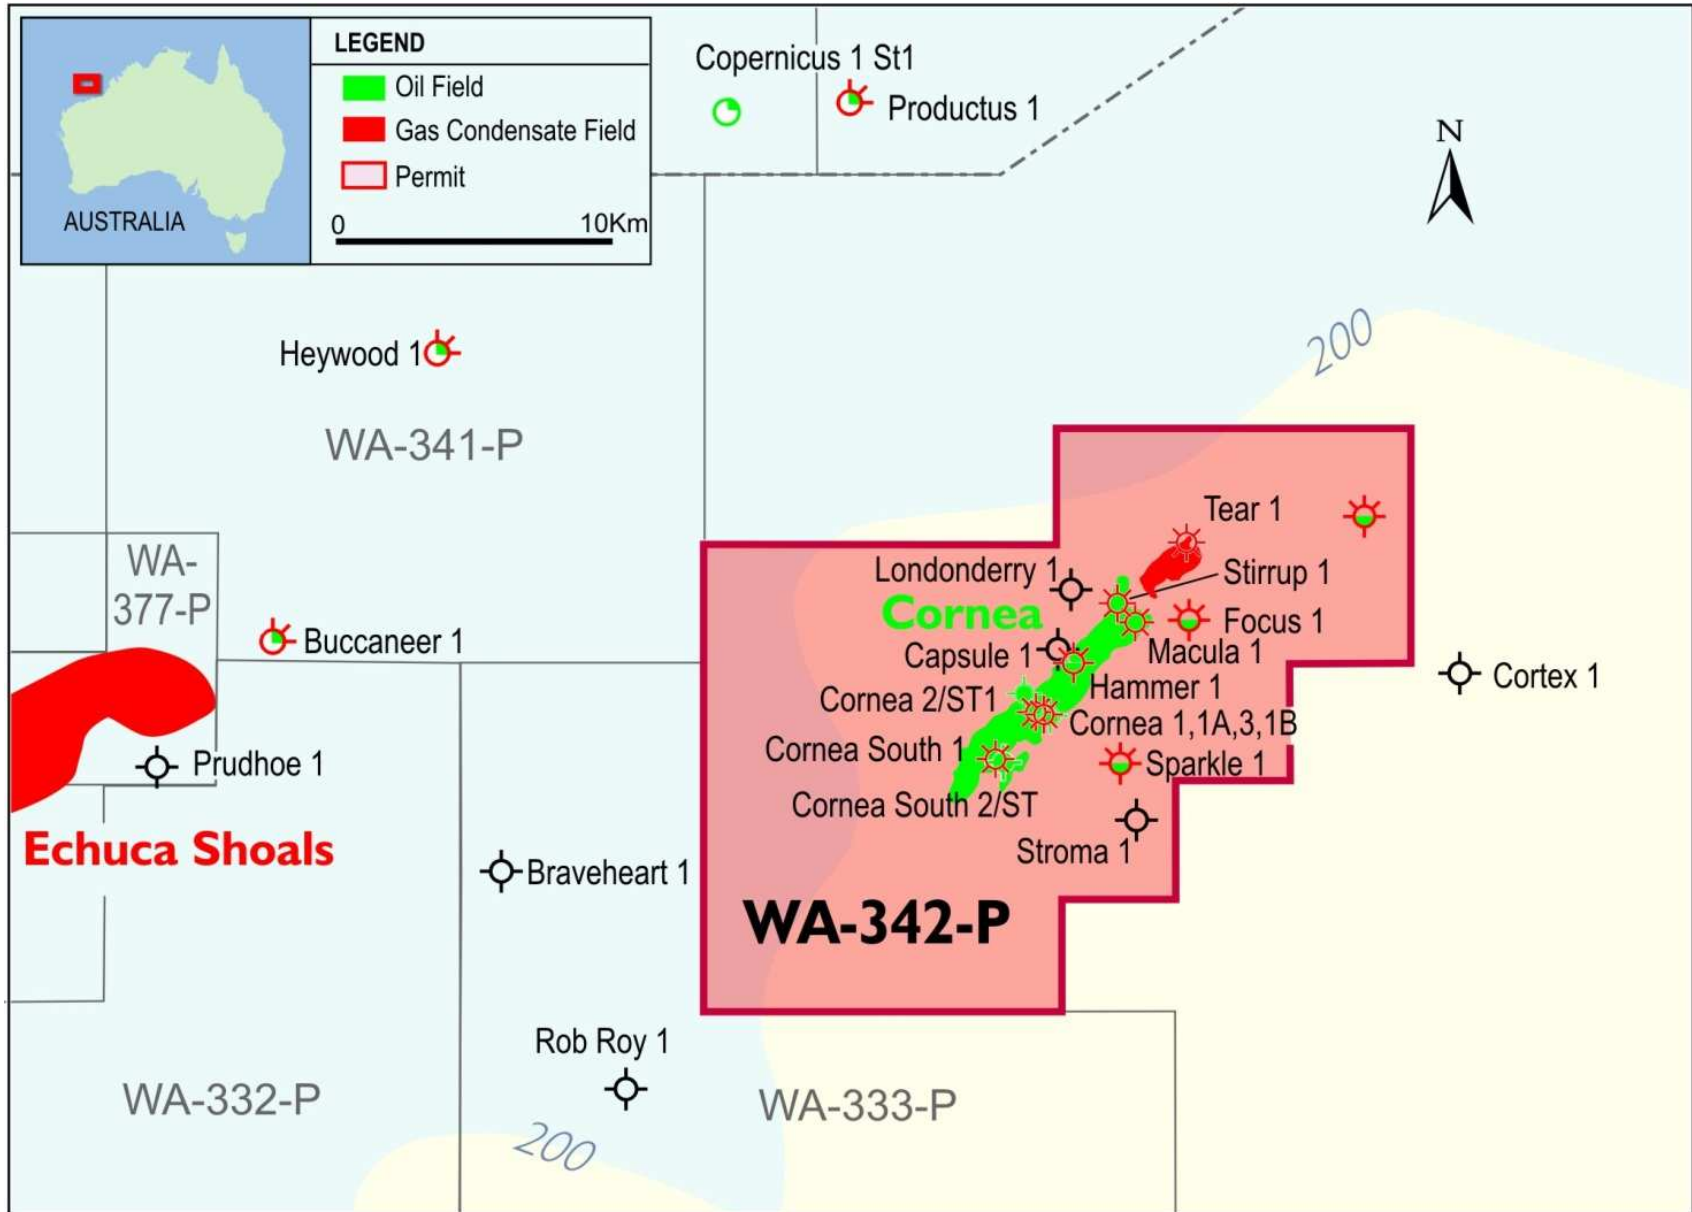 LEGEND
Oil Field
Gas Condensate Field
Permit
0 10Km
AUSTRALIA
Copernicus 1 St1
Productus 1
N
200
Heywood 1
WA-341-P
Tear 1
WA-
377-P
Londonderry 1
Stirrup 1
Cornea
Focus 1
Buccaneer 1
Capsule 1
Macula 1
Cortex 1
Hammer 1
Cornea 2/ST1
Cornea 1,1A,3,1B
Cornea South 1
Prudhoe 1
Sparkle 1
Cornea South 2/ST
Echuca Shoals
Stroma 1
Braveheart 1
WA-342-P
Rob Roy 1
WA-332-P
WA-333-P
200